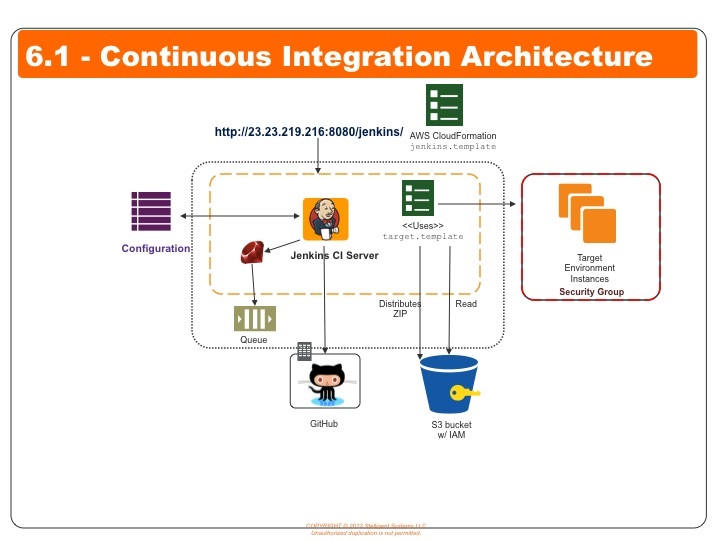 6.1 - Continuous Integration Architecture
http://23.23.219.216:8080/jenkins/
AWS CloudFormation
jenkins.template
<<Uses>>
target.template
Configuration
Jenkins CI Server
Target
Environment
Instances
Security Group
Distributes
ZIP
Read
Queue
GitHub
S3 bucket
w/ IAM
COPYRIGHT © 2012 Stelligent Systems LLC
Unauthorized duplication is not permitted.